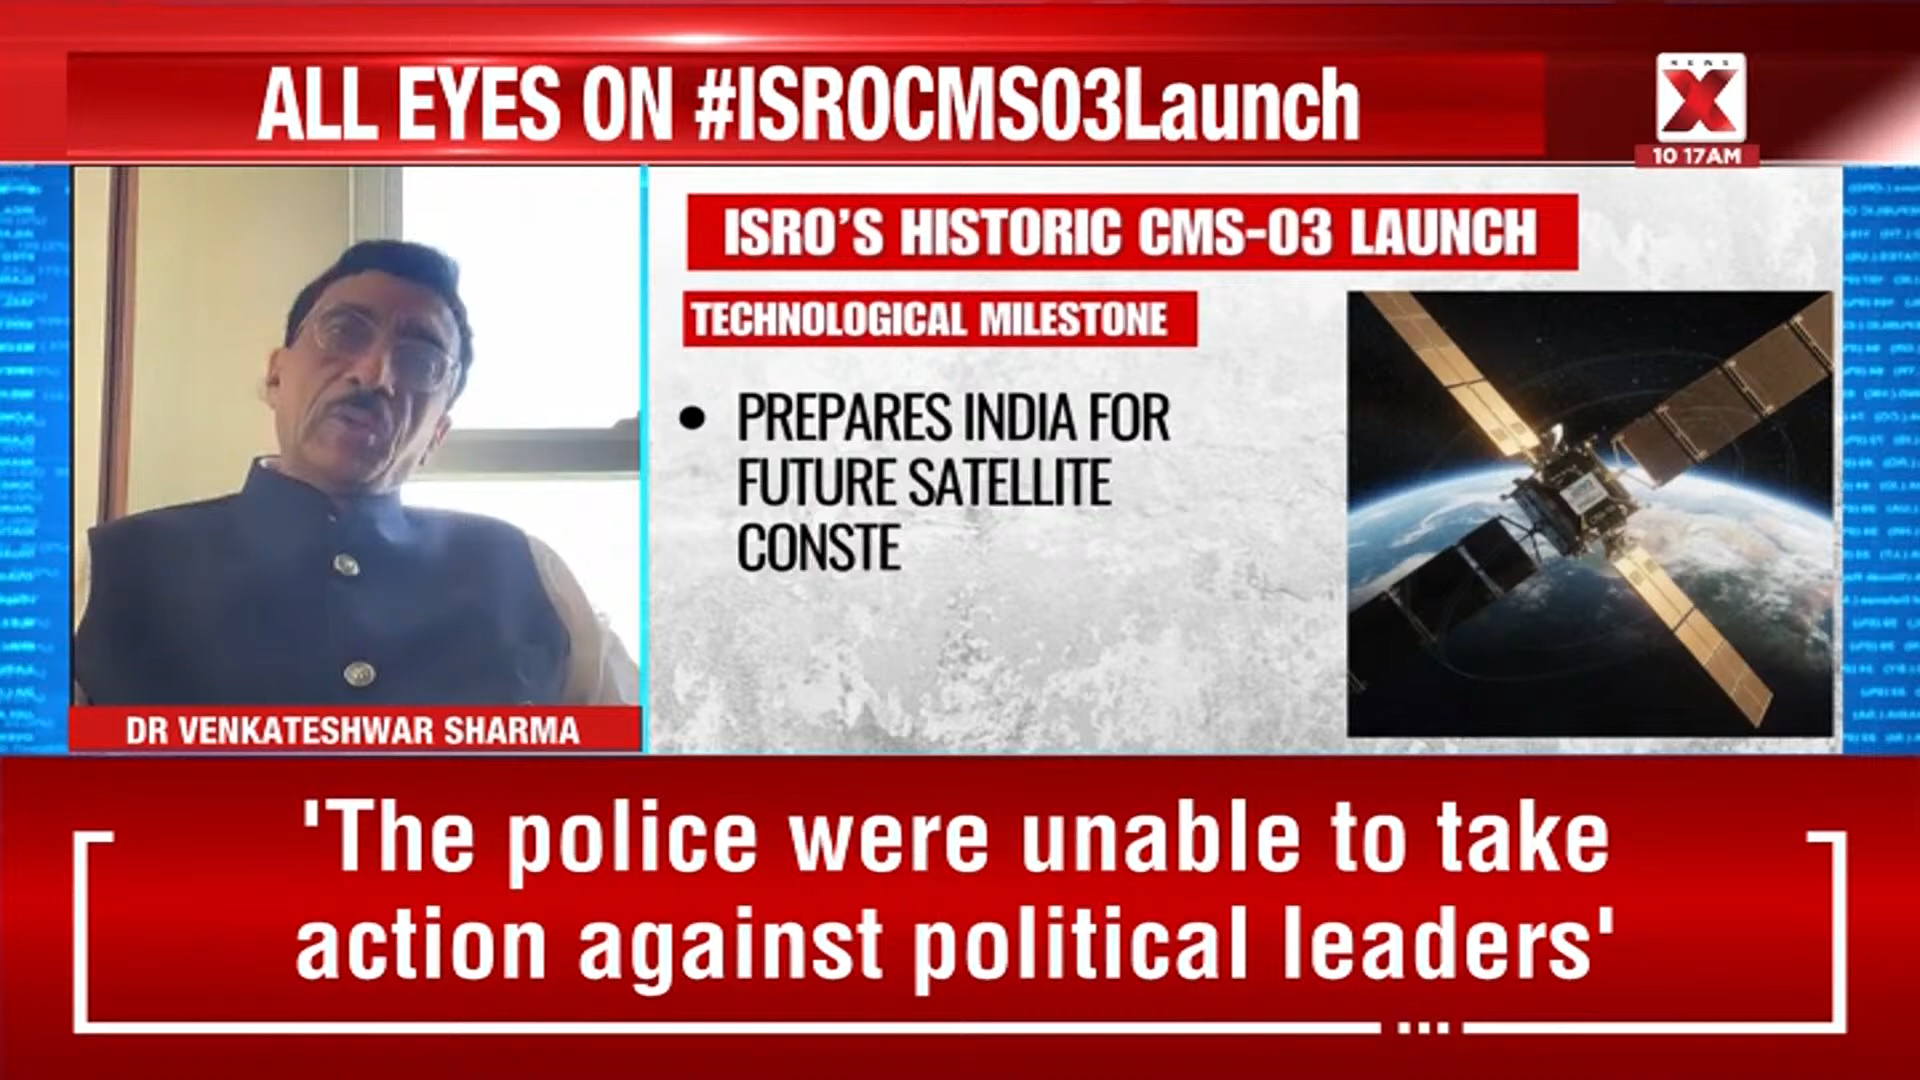 ALL EYES ON #ISROCMS03Launch
NEWS
X
10 17AM
ISRO'S HISTORIC CMS-03 LAUNCH
TECHNOLOGICAL MILESTONE
• PREPARES INDIA FOR
FUTURE SATELLITE
CONSTE
DR VENKATESHWAR SHARMA
'The police were unable to take
action against political leaders'